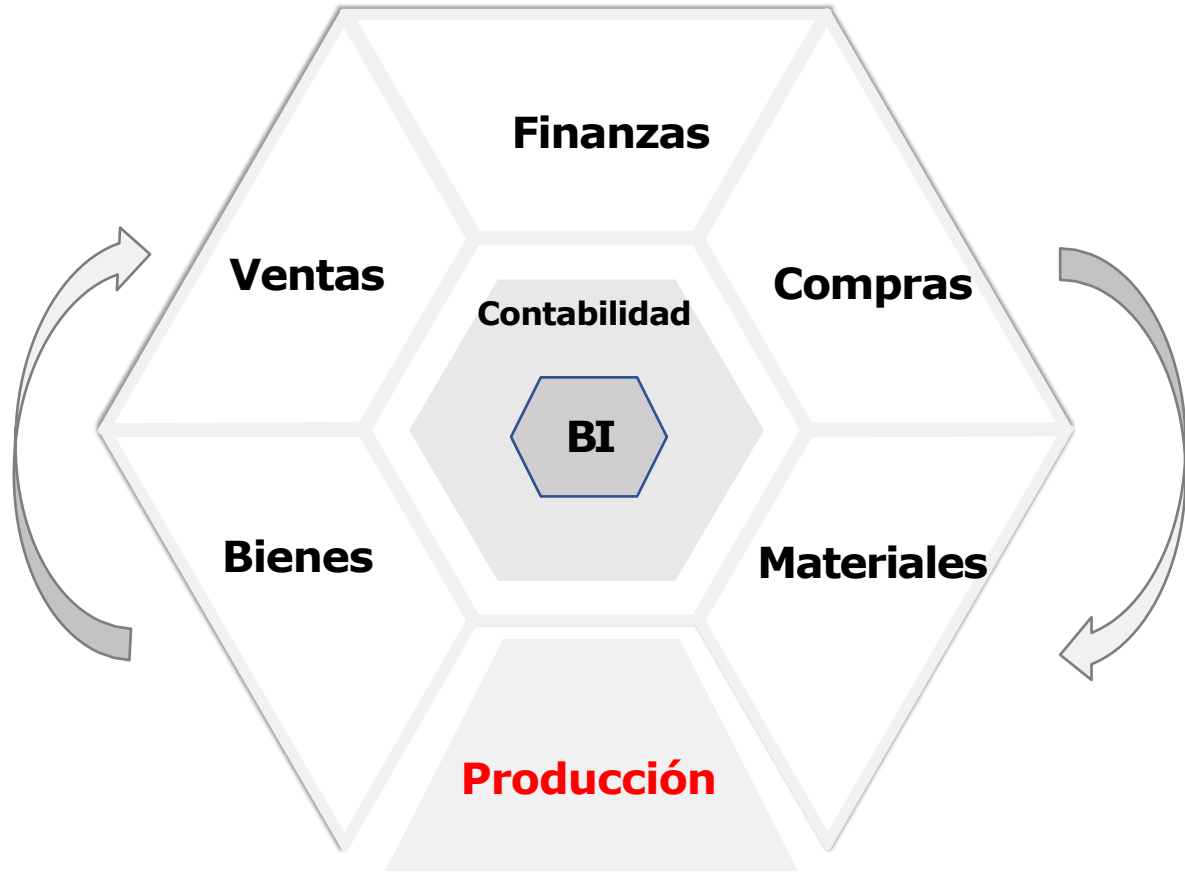 Finanzas
Ventas
Compras
Contabilidad
BI
Bienes
Materiales
Producción